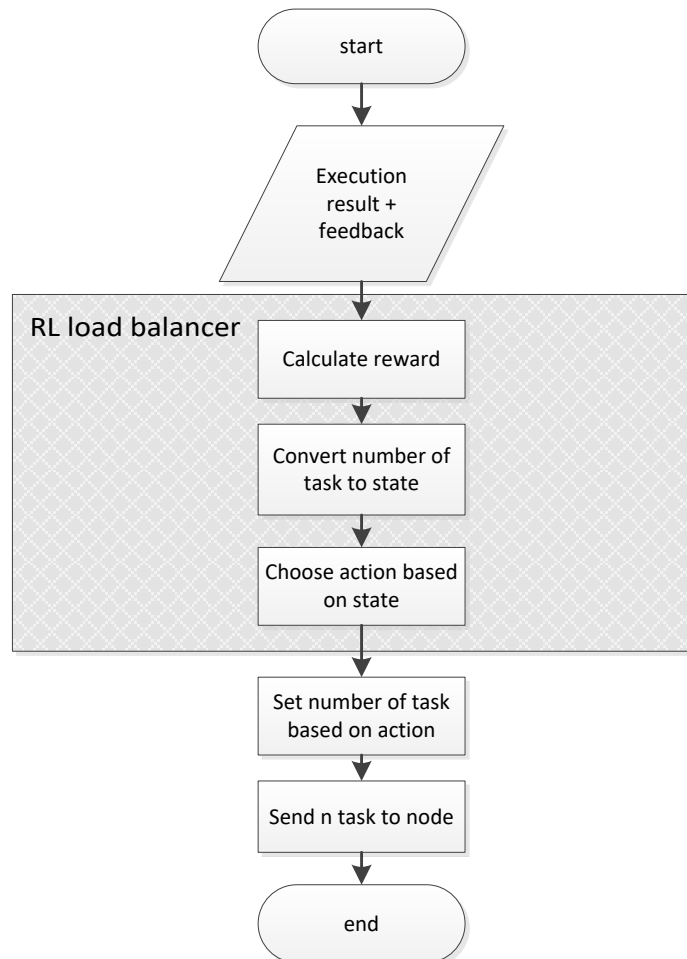 start
Execution
result +
feedback
RL load balancer
Calculate reward
Convert number of
task to state
Choose action based
on state
Set number of task
based on action
Send n task to node
end